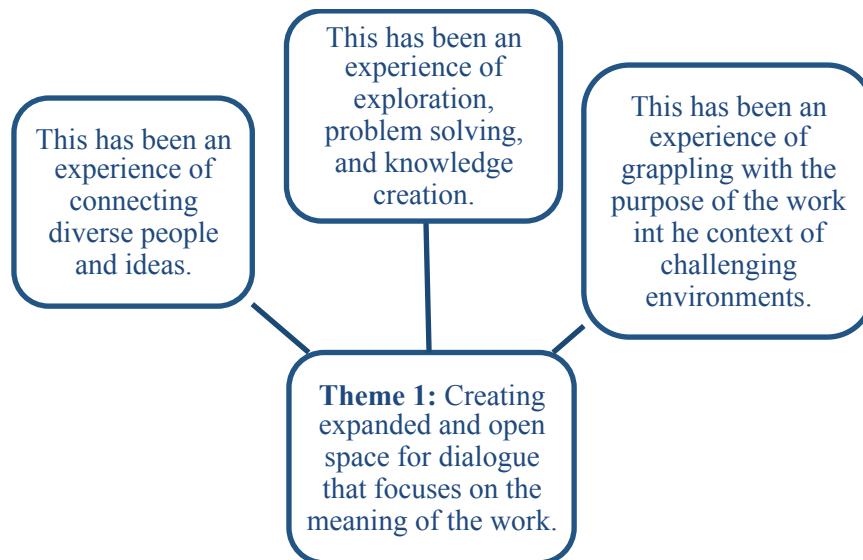 This has been an
experience of
connecting
diverse people
and ideas.
This has been an
experience of
exploration,
problem solving,
and knowledge
creation.
This has been an
experience of
grappling with the
purpose of the work
int he context of
challenging
environments.
Theme 1: Creating
expanded and open
space for dialogue
that focuses on the
meaning of the work.